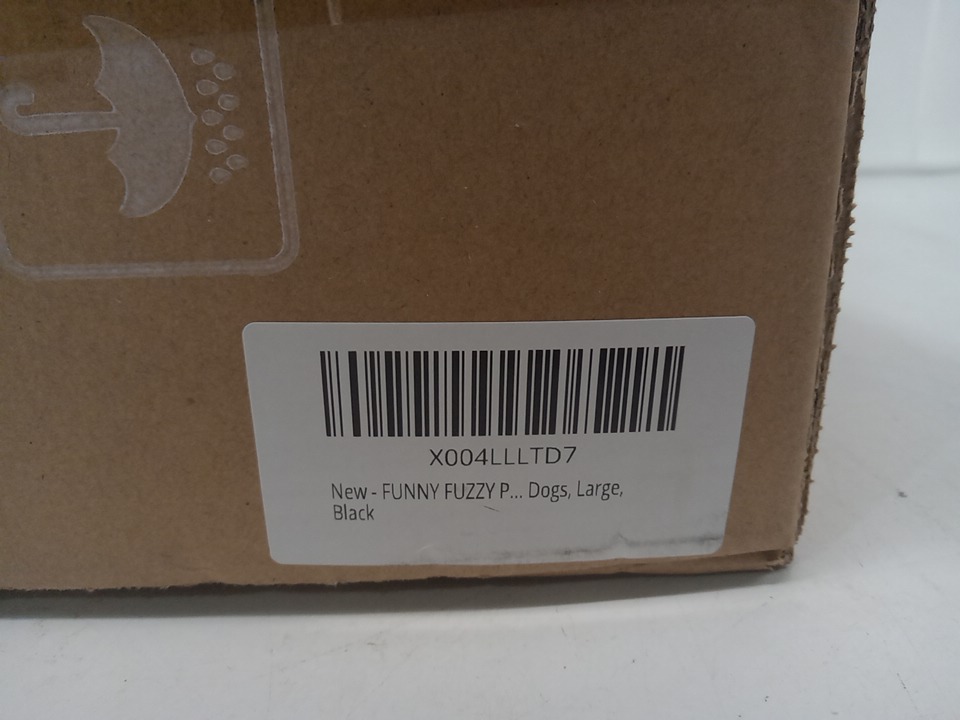 X004LLLTD7
New - FUNNY FUZZY P... Dogs, Large,
Black